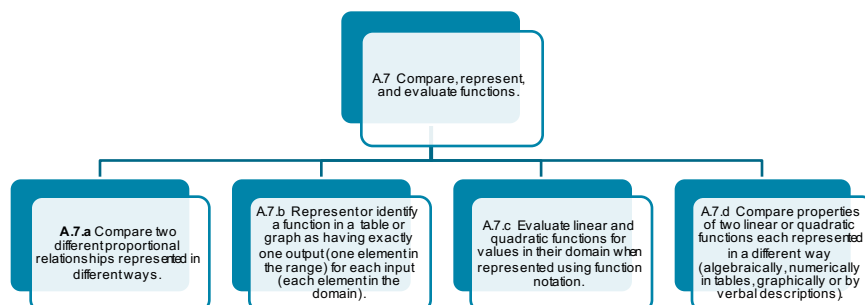 A.7 Compare, represent,
and evaluate functions.
A.7.a Compare two
different proportional
relationships represented in
different ways.
A.7.b Represent or identify
a function in a table or
graph as having exactly
one output (one element in
the range) for each input
(each element in the
domain).
A.7.c Evaluate linear and
quadratic functions for
values in their domain when
represented using function
notation.
A.7.d Compare properties
of two linear or quadratic
functions each represented
in a different way
(algebraically, numerically
in tables, graphically or by
verbal descriptions).